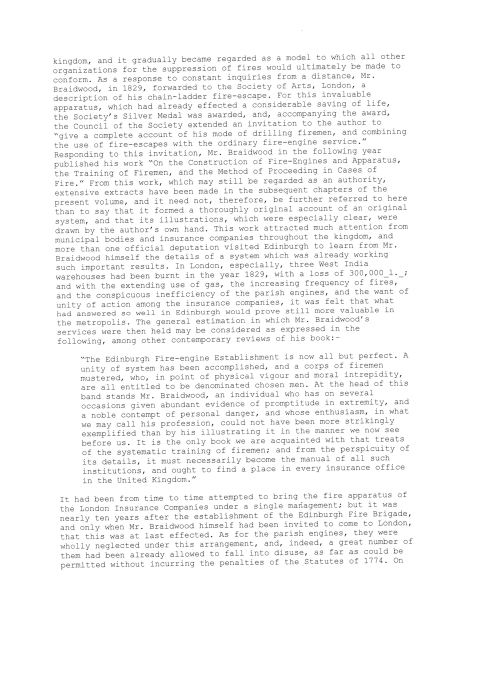 kingdom, and it gradually became regarded as a model to which all other
organizations for the suppression of fires would ultimately be made to
conform. As a response to constant inquiries from a distance, Mr.
Braidwood, in 1829, forwarded to the Society of Arts, London, a
description of his chain-ladder fire-escape. For this invaluable
apparatus, which had already effected a considerable saving of life,
the Society's Silver Medal was awarded, and, accompanying the award,
the Council of the Society extended an invitation to the author to
"give a complete account of his mode of drilling firemen, and combining
the use of fire-escapes with the ordinary fire-engine service."
Responding to this invitation, Mr. Braidwood in the following year
published his work "On the Construction of Fire-Engines and Apparatus,
the Training of Firemen, and the Method of Proceeding in Cases of
Fire." From this work, which may still be regarded as an authority,
extensive extracts have been made in the subsequent chapters of the
present volume, and it need not, therefore, be further referred to here
than to say that it formed a thoroughly original account of an original
system, and that its illustrations, which were especially clear, were
drawn by the author's own hand. This work attracted much attention from
municipal bodies and insurance companies throughout the kingdom, and
more than one official deputation visited Edinburgh to learn from Mr.
Braidwood himself the details of a system which was already working
such important results. In London, especially, three West India
warehouses had been burnt in the year 1829, with a loss of 300,000_l._;
and with the extending use of gas, the increasing frequency of fires,
and the conspicuous inefficiency of the parish engines, and the want of
unity of action among the insurance companies, it was felt that what
had answered so well in Edinburgh would prove still more valuable in
the metropolis. The general estimation in which Mr. Braidwood's
services were then held may be considered as expressed in the
following, among other contemporary reviews of his book:-
"The Edinburgh Fire-engine Establishment is now all but perfect. A
unity of system has been accomplished, and a corps of firemen
mustered, who, in point of physical vigour and moral intrepidity,
are all entitled to be denominated chosen men. At the head of this
band stands Mr. Braidwood, an individual who has on several
occasions given abundant evidence of promptitude in extremity, and
a noble contempt of personal danger, and whose enthusiasm, in what
we may call his profession, could not have been more strikingly
exemplified than by his illustrating it in the manner we now see
before us. It is the only book we are acquainted with that treats
of the systematic training of firemen; and from the perspicuity of
its details, it must necessarily become the manual of all such
institutions, and ought to find a place in every insurance office
in the United Kingdom."
It had been from time to time attempted to bring the fire apparatus of
the London Insurance Companies under a single management; but it was
nearly ten years after the establishment of the Edinburgh Fire Brigade,
and only when Mr. Braidwood himself had been invited to come to London,
that this was at last effected. As for the parish engines, they were
wholly neglected under this arrangement, and, indeed, a great number of
them had been already allowed to fall into disuse, as far as could be
permitted without incurring the penalties of the Statutes of 1774. On